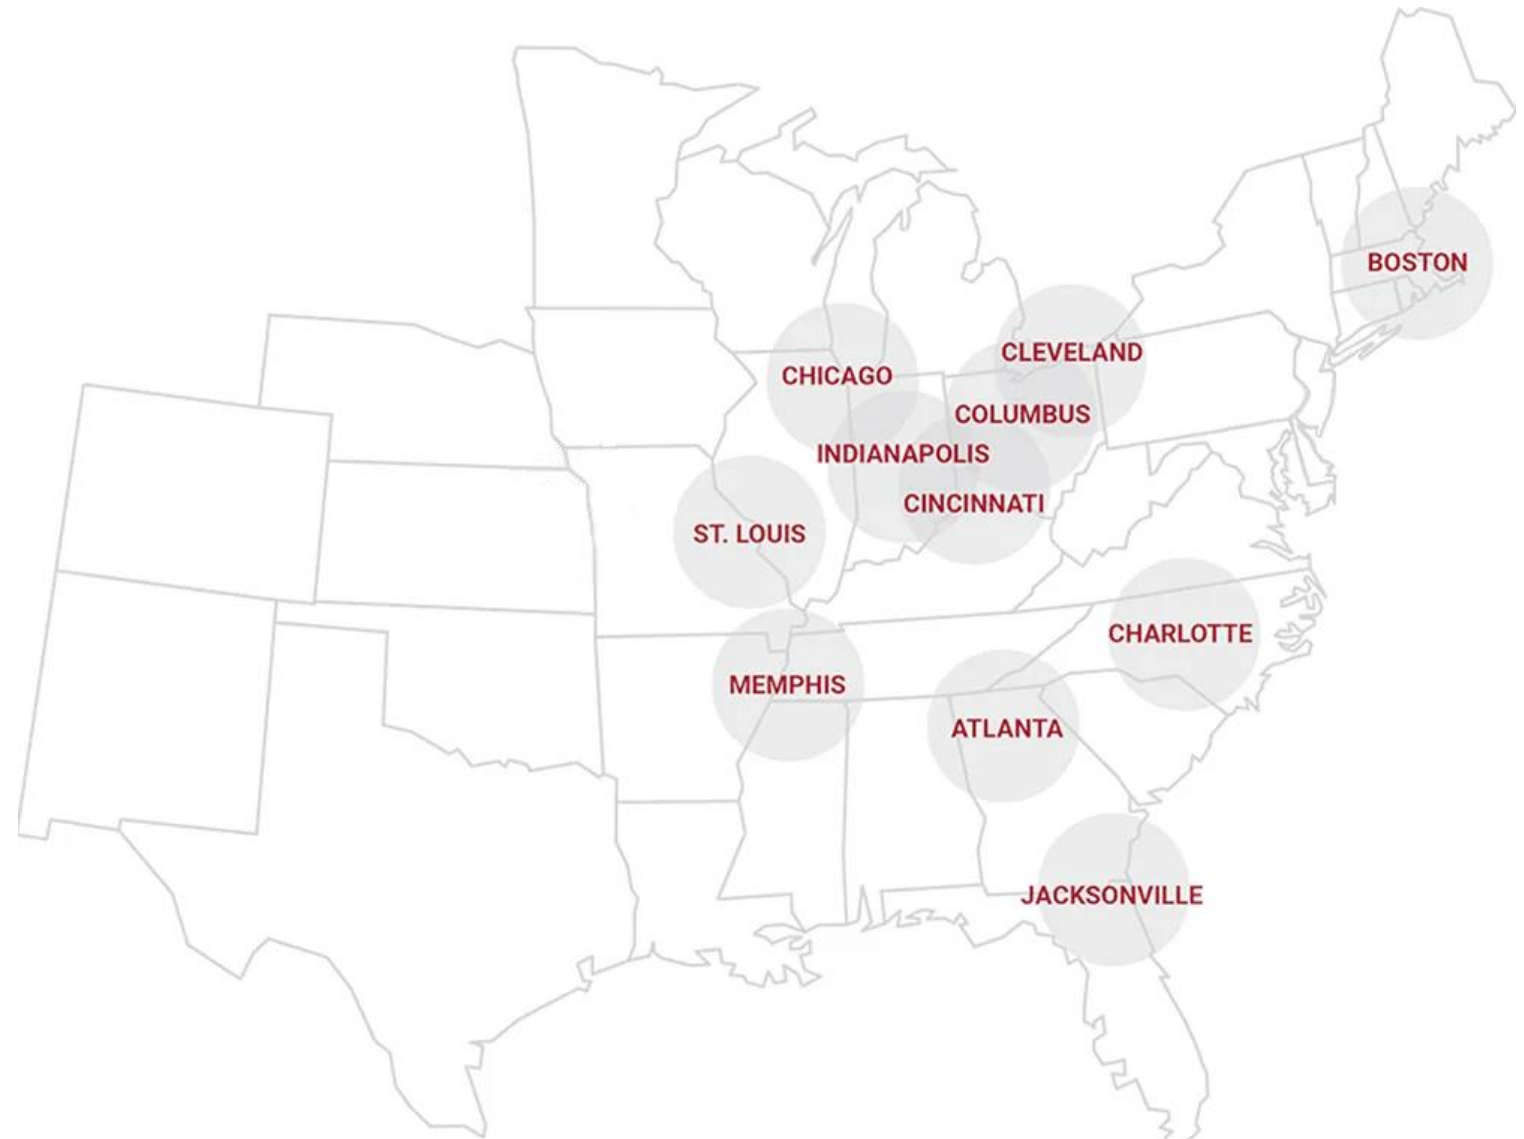 BOSTON
CLEVELAND
CHICAGO
COLUMBUS
INDIANAPOLIS
CINCINNATI
ST. LOUIS
CHARLOTTE
MEMPHIS
ATLANTA
JACKSONVILLE